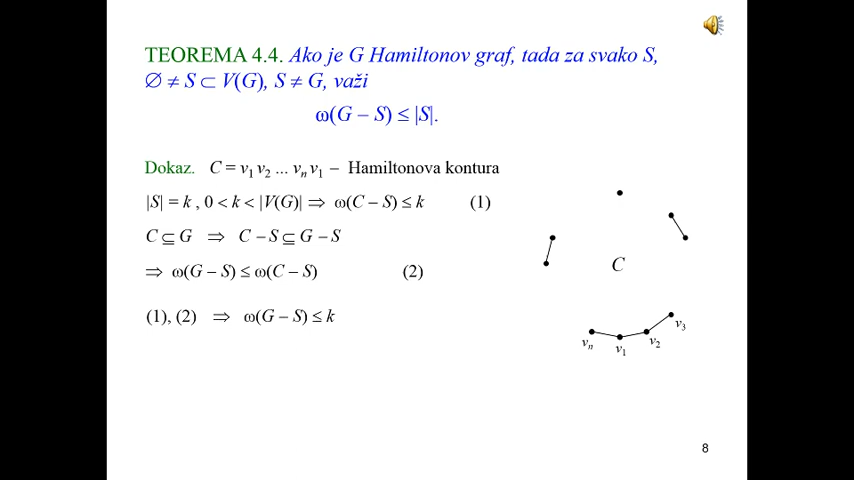 TEOREMA 4.4. Ako je G Hamiltonov graf, tada za svako S,
∅ ≠ S ⊂ V(G), S ≠ G, važi
ω(G – S) ≤ |S|.
Dokaz. C = v₁ v₂ ... vₙ v₁ – Hamiltonova kontura
|S| = k , 0 < k < |V(G)| ⇒ ω(C – S) ≤ k (1)
C ⊆ G ⇒ C – S ⊆ G – S
⇒ ω(G – S) ≤ ω(C – S) (2)
(1), (2) ⇒ ω(G – S) ≤ k
C
vₙ v₁ v₂ v₃
8